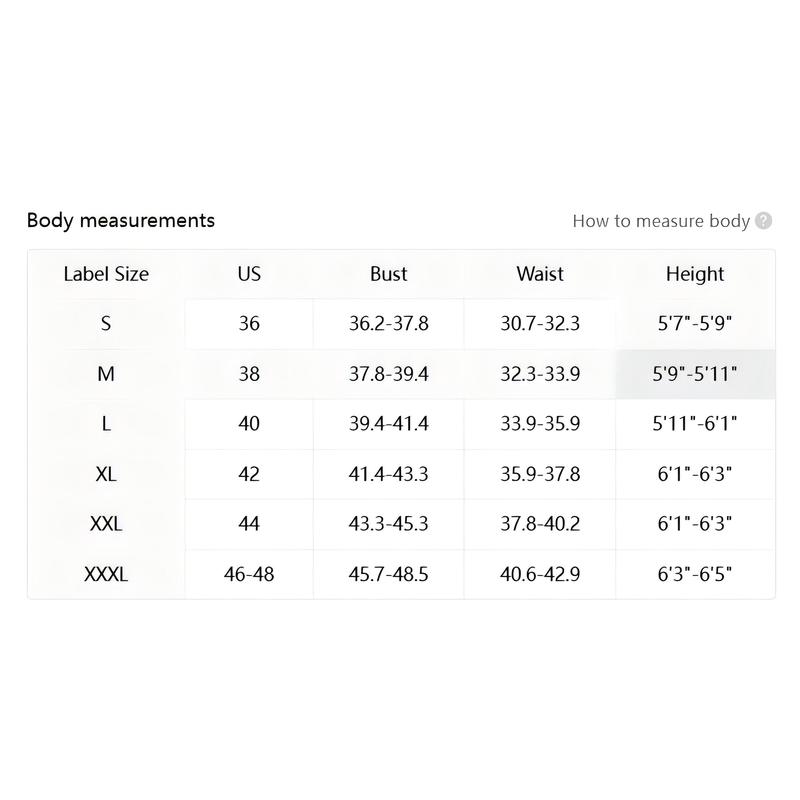 Body measurements How to measure body ?
Label Size US Bust Waist Height
S 36 36.2-37.8 30.7-32.3 5'7"-5'9"
M 38 37.8-39.4 32.3-33.9 5'9"-5'11"
L 40 39.4-41.4 33.9-35.9 5'11"-6'1"
XL 42 41.4-43.3 35.9-37.8 6'1"-6'3"
XXL 44 43.3-45.3 37.8-40.2 6'1"-6'3"
XXXL 46-48 45.7-48.5 40.6-42.9 6'3"-6'5"